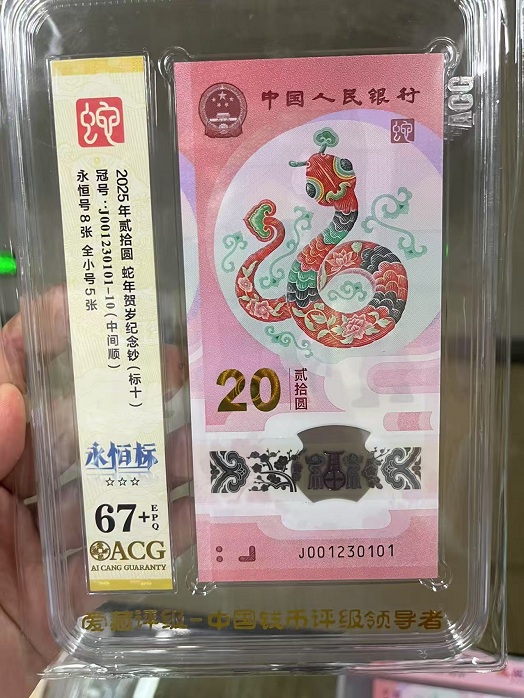 2025年贰拾圆 蛇年贺岁纪念钞(标十)
冠号:J001230101-10(中间顺)
永恒号8张 全小号5张
永恒标
☆☆☆
67+EPQ
ACG
AI CANG GUARANTY
中国人民银行
20
贰拾圆
J001230101
ACG
爱藏评级-中国钱币评级领导者